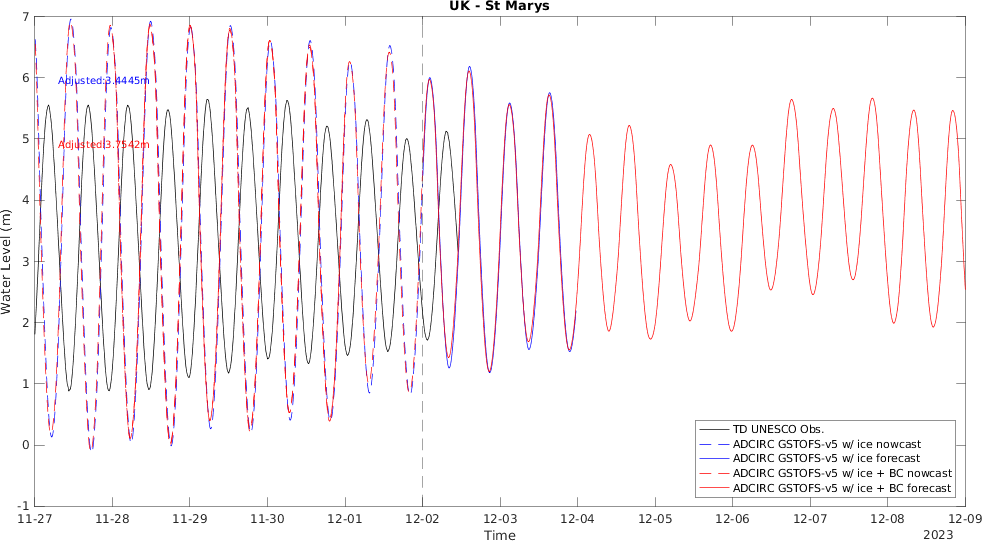 UK - St Marys
Water Level (m)
7
6
5
4
3
2
1
0
-1
Adjusted:3.4445m
Adjusted:3.7542m
TD UNESCO Obs.
ADCIRC GSTOFS-v5 w/ ice nowcast
ADCIRC GSTOFS-v5 w/ ice forecast
ADCIRC GSTOFS-v5 w/ ice + BC nowcast
ADCIRC GSTOFS-v5 w/ ice + BC forecast
11-27 11-28 11-29 11-30 12-01 12-02 12-03 12-04 12-05 12-06 12-07 12-08 12-09
Time
2023